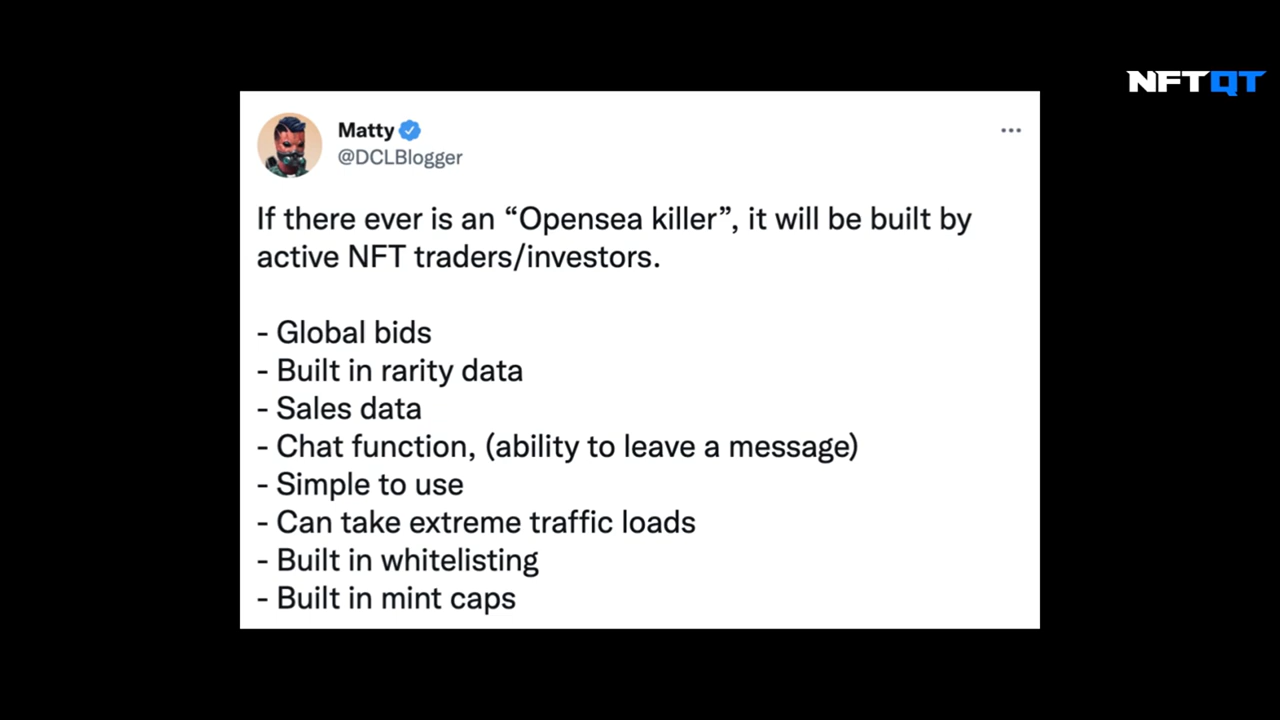 NFTQT
Matty
@DCLBlogger
If there ever is an “Opensea killer”, it will be built by
active NFT traders/investors.
- Global bids
- Built in rarity data
- Sales data
- Chat function, (ability to leave a message)
- Simple to use
- Can take extreme traffic loads
- Built in whitelisting
- Built in mint caps